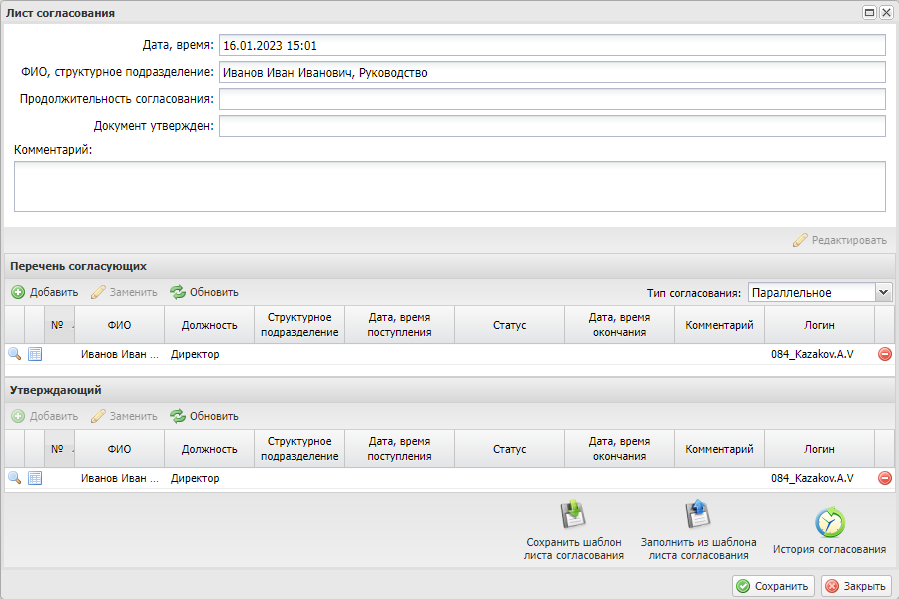 Лист согласования
Дата, время: 16.01.2023 15:01
ФИО, структурное подразделение: Иванов Иван Иванович, Руководство
Продолжительность согласования:
Документ утвержден:
Комментарий:
Редактировать
Перечень согласующих
Добавить Заменить Обновить Тип согласования: Параллельное
№ ФИО Должность Структурное подразделение Дата, время поступления Статус Дата, время окончания Комментарий Логин
Иванов Иван ... Директор 084_Kazakov.A.V
Утверждающий
Добавить Заменить Обновить
№ ФИО Должность Структурное подразделение Дата, время поступления Статус Дата, время окончания Комментарий Логин
Иванов Иван ... Директор 084_Kazakov.A.V
Сохранить шаблон листа согласования
Заполнить из шаблона листа согласования
История согласования
Сохранить Закрыть